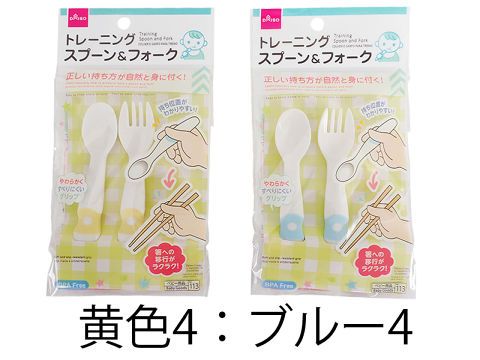 DAISO
トレーニング
Training
Spoon and Fork
スプーン&フォーク
正しい持ち方が自然と身に付く!
持ち位置が
わかりやすい!
やわらかく
すべりにくい
グリップ
箸への
移行が
ラクラク!
BPA Free
113
DAISO
トレーニング
Training
Spoon and Fork
スプーン&フォーク
正しい持ち方が自然と身に付く!
持ち位置が
わかりやすい!
やわらかく
すべりにくい
グリップ
箸への
移行が
ラクラク!
BPA Free
113
黄色4:ブルー4